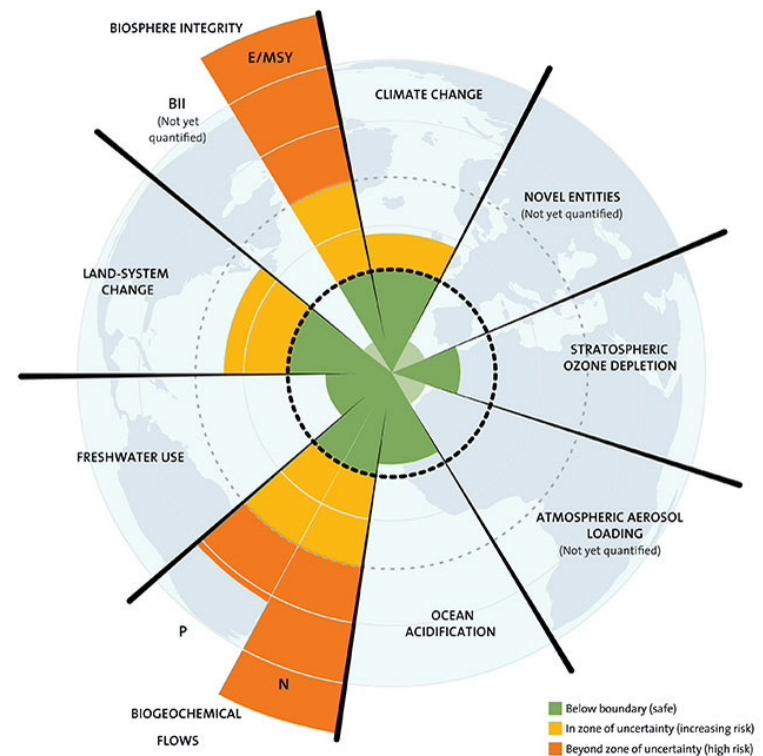 BIOSPHERE INTEGRITY
E/MSY
BII
(Not yet
quantified)
CLIMATE CHANGE
NOVEL ENTITIES
(Not yet quantified)
LAND-SYSTEM
CHANGE
STRATOSPHERIC
OZONE DEPLETION
FRESHWATER USE
ATMOSPHERIC AEROSOL
LOADING
(Not yet quantified)
OCEAN
ACIDIFICATION
P
N
BIOGEOCHEMICAL
FLOWS
Below boundary (safe)
In zone of uncertainty (increasing risk)
Beyond zone of uncertainty (high risk)